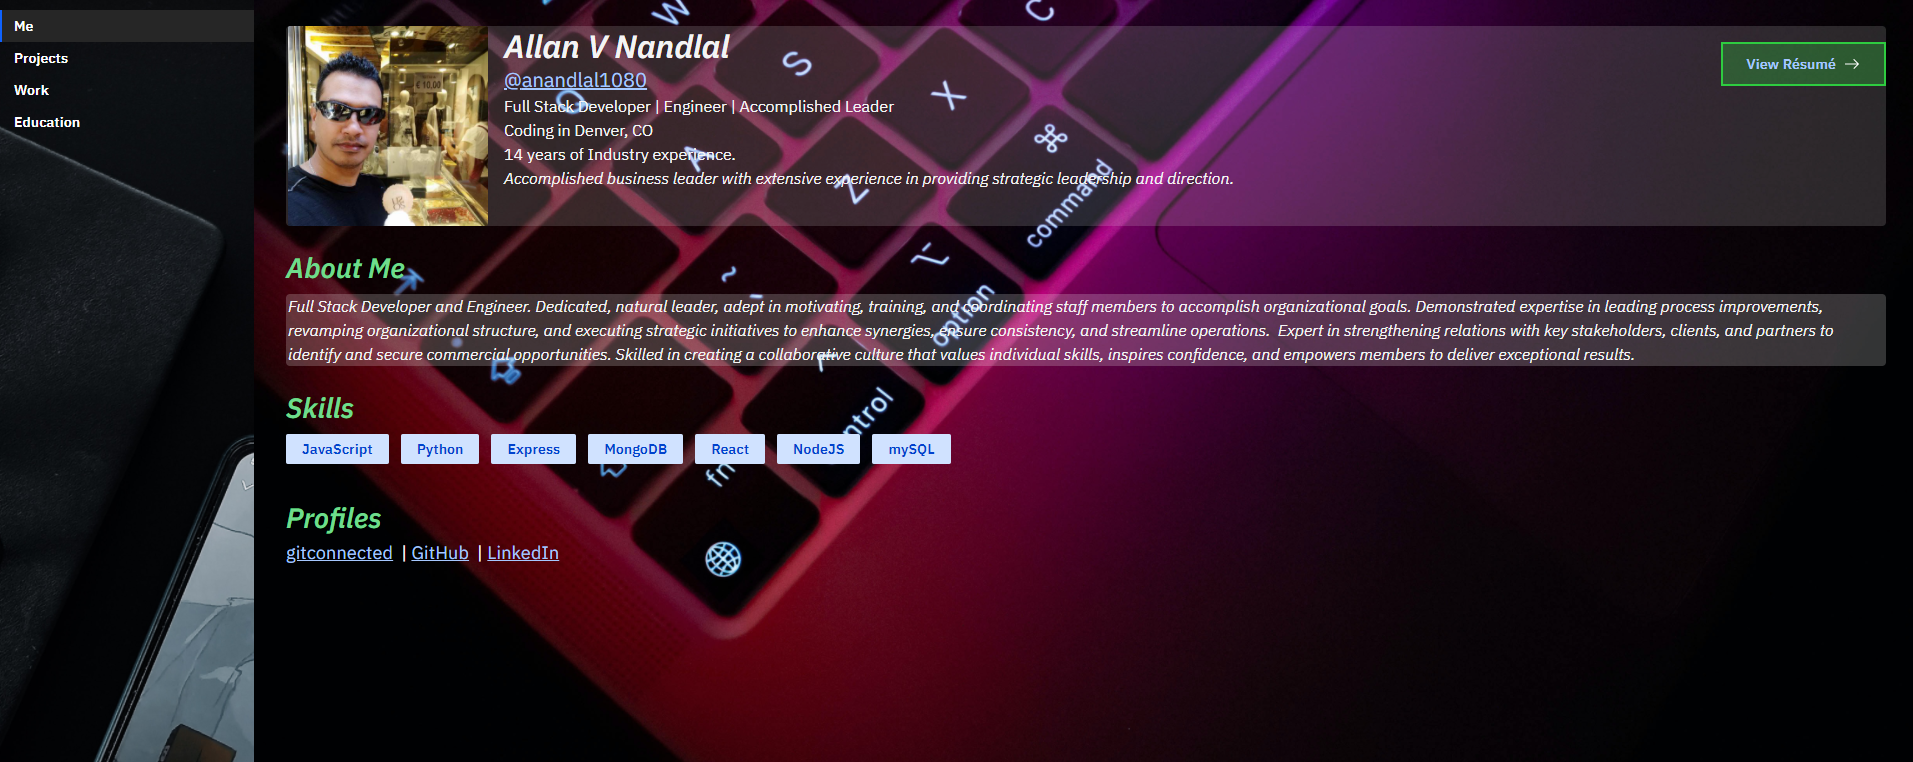 Me
Projects
Work
Education
Allan V Nandlal
@anandlal1080
Full Stack Developer | Engineer | Accomplished Leader
Coding in Denver, CO
14 years of Industry experience.
Accomplished business leader with extensive experience in providing strategic leadership and direction.
View Résumé →
About Me
Full Stack Developer and Engineer. Dedicated, natural leader, adept in motivating, training, and coordinating staff members to accomplish organizational goals. Demonstrated expertise in leading process improvements,
revamping organizational structure, and executing strategic initiatives to enhance synergies, ensure consistency, and streamline operations.  Expert in strengthening relations with key stakeholders, clients, and partners to
identify and secure commercial opportunities. Skilled in creating a collaborative culture that values individual skills, inspires confidence, and empowers members to deliver exceptional results.
Skills
JavaScript Python Express MongoDB React NodeJS mySQL
Profiles
gitconnected | GitHub | LinkedIn
W
C
S
Q
X
⌘
A
Z
command
~
⌥
option
ntrol
fn
€ 10,00